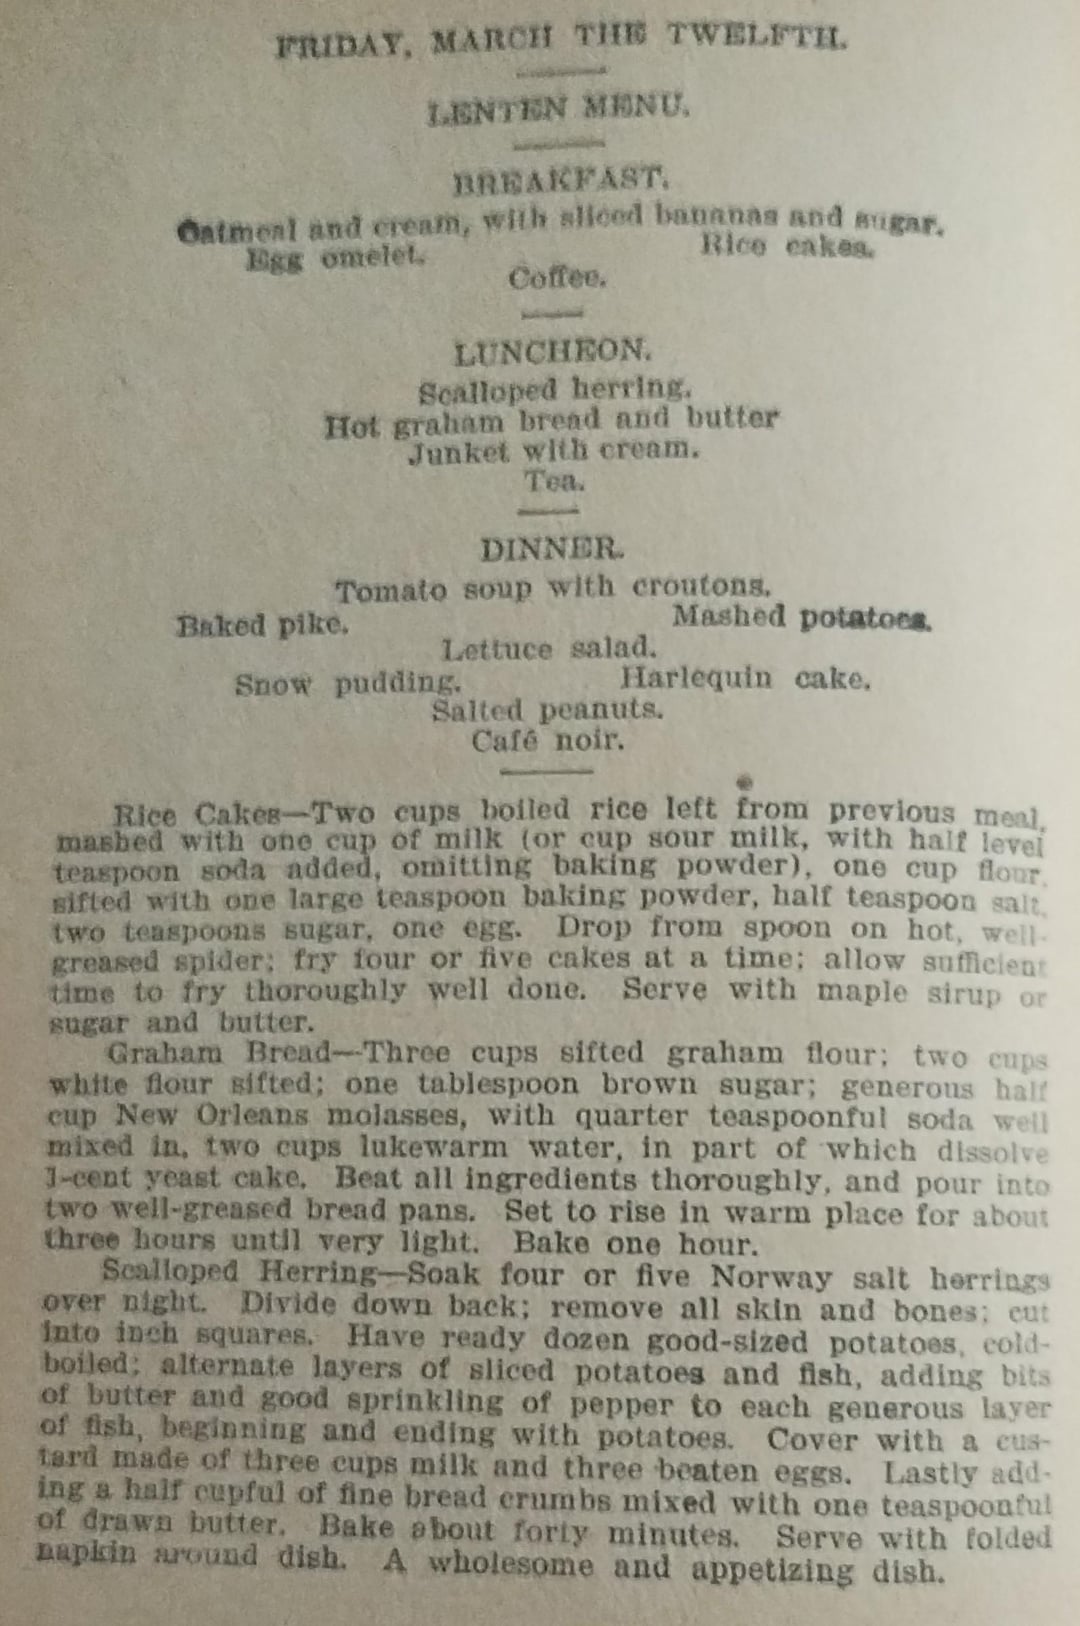 FRIDAY, MARCH THE TWELFTH.
LENTEN MENU.
BREAKFAST.
Oatmeal and cream, with sliced bananas and sugar.
Egg omelet. Rice cakes.
Coffee.
LUNCHEON.
Scalloped herring.
Hot graham bread and butter
Junket with cream.
Tea.
DINNER.
Tomato soup with croutons.
Baked pike. Mashed potatoes.
Lettuce salad.
Snow pudding. Harlequin cake.
Salted peanuts.
Café noir.
Rice Cakes—Two cups boiled rice left from previous meal,
mashed with one cup of milk (or cup sour milk, with half level
teaspoon soda added, omitting baking powder), one cup flour,
sifted with one large teaspoon baking powder, half teaspoon salt,
two teaspoons sugar, one egg. Drop from spoon on hot, well-
greased spider; fry four or five cakes at a time; allow sufficient
time to fry thoroughly well done. Serve with maple sirup or
sugar and butter.
Graham Bread—Three cups sifted graham flour; two cups
white flour sifted; one tablespoon brown sugar; generous half
cup New Orleans molasses, with quarter teaspoonful soda well
mixed in, two cups lukewarm water, in part of which dissolve
1-cent yeast cake. Beat all ingredients thoroughly, and pour into
two well-greased bread pans. Set to rise in warm place for about
three hours until very light. Bake one hour.
Scalloped Herring—Soak four or five Norway salt herrings
over night. Divide down back; remove all skin and bones; cut
into inch squares. Have ready dozen good-sized potatoes, cold-
boiled; alternate layers of sliced potatoes and fish, adding bits
of butter and good sprinkling of pepper to each generous layer
of fish, beginning and ending with potatoes. Cover with a cus-
tard made of three cups milk and three beaten eggs. Lastly add-
ing a half cupful of fine bread crumbs mixed with one teaspoonful
of drawn butter. Bake about forty minutes. Serve with folded
napkin around dish. A wholesome and appetizing dish.